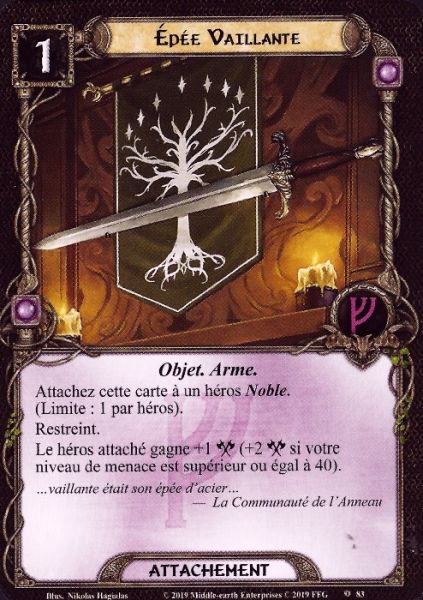 ÉPÉE VAILLANTE
1
Objet. Arme.
Attachez cette carte à un héros Noble.
(Limite : 1 par héros).
Restreint.
Le héros attaché gagne +1 (+2 si votre
niveau de menace est supérieur ou égal à 40).
…vaillante était son épée d’acier…
— La Communauté de l’Anneau
ATTACHEMENT
Illus. Nikolas Hagialas © 2019 Middle-earth Enterprises © 2019 FFG 83